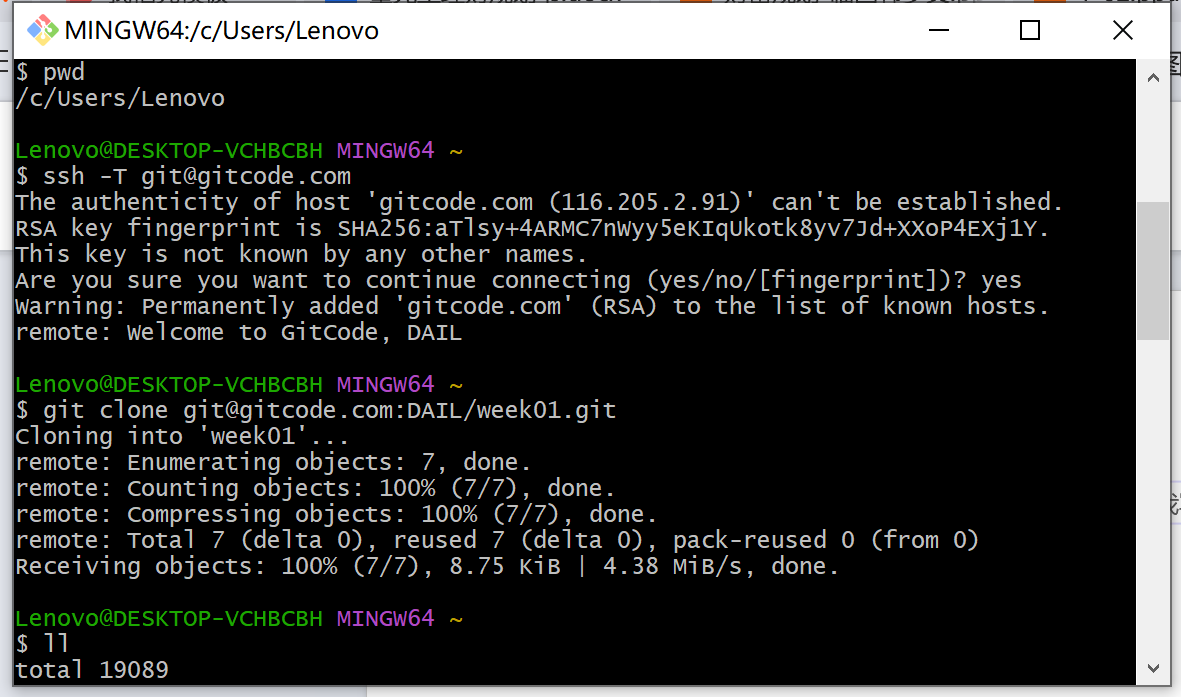 MINGW64:/c/Users/Lenovo
$ pwd
/c/Users/Lenovo
Lenovo@DESKTOP-VCHBCBH MINGW64 ~
$ ssh -T git@gitcode.com
The authenticity of host 'gitcode.com (116.205.2.91)' can't be established.
RSA key fingerprint is SHA256:aTlsy+4ARMC7nWyy5eKIqUkotk8yv7Jd+XXoP4EXj1Y.
This key is not known by any other names.
Are you sure you want to continue connecting (yes/no/[fingerprint])? yes
Warning: Permanently added 'gitcode.com' (RSA) to the list of known hosts.
remote: Welcome to GitCode, DAIL
Lenovo@DESKTOP-VCHBCBH MINGW64 ~
$ git clone git@gitcode.com:DAIL/week01.git
Cloning into 'week01'...
remote: Enumerating objects: 7, done.
remote: Counting objects: 100% (7/7), done.
remote: Compressing objects: 100% (7/7), done.
remote: Total 7 (delta 0), reused 7 (delta 0), pack-reused 0 (from 0)
Receiving objects: 100% (7/7), 8.75 KiB | 4.38 MiB/s, done.
Lenovo@DESKTOP-VCHBCBH MINGW64 ~
$ ll
total 19089